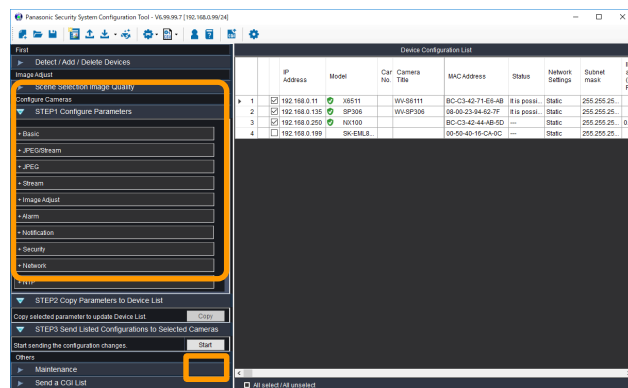 Panasonic Security System Configuration Tool - V6.99.99.7 [192.168.0.99/24]
First
Detect / Add / Delete Devices
Image Adjust
Scene Selection Image Quality
Configure Cameras
STEP1 Configure Parameters
+ Basic
+ JPEG/Stream
+ JPEG
+ Stream
+ Image Adjust
+ Alarm
+ Notification
+ Security
+ Network
+ NTP
STEP2 Copy Parameters to Device List
Copy selected parameter to update Device List. Copy
STEP3 Send Listed Configurations to Selected Cameras
Start sending the configuration changes. Start
Others
Maintenance
Send a CGI List
Device Configuration List
IP Address Model Car No. Camera Title MAC Address Status Network Settings Subnet mask
1 192.168.0.11 X6511 WV-S6111 BC-C3-42-71-E6-AB It is possi... Static 255.255.25...
2 192.168.0.135 SP306 WV-SP306 08-00-23-94-62-7F It is possi... Static 255.255.25...
3 192.168.0.250 NX100 BC-C3-42-44-AB-5D --- Static 255.255.25... 0.
4 192.168.0.199 SK-EML8... 00-50-40-16-CA-0C --- Static 255.255.25...
All select / All unselect